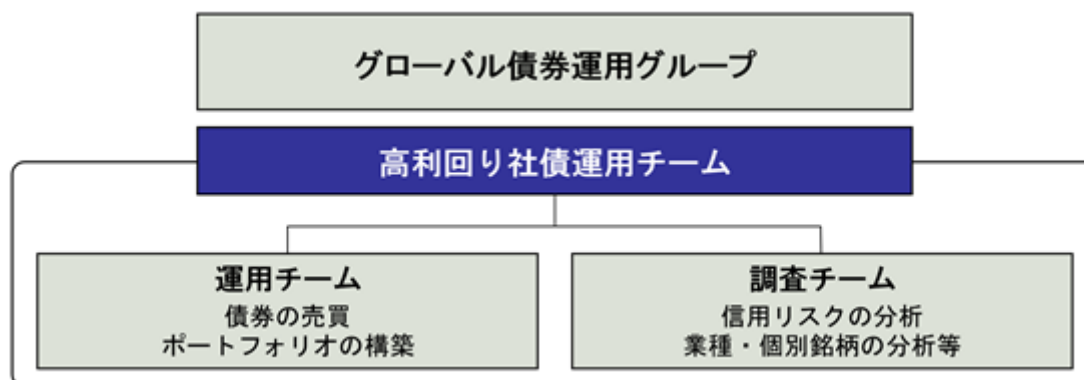 グローバル債券運用グループ
高利回り社債運用チーム
運用チーム
債券の売買
ポートフォリオの構築
調査チーム
信用リスクの分析
業種・個別銘柄の分析等